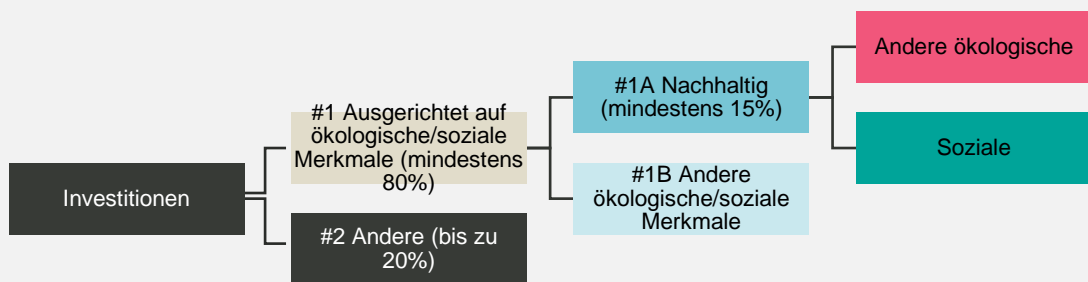 Investitionen
#1 Ausgerichtet auf
ökologische/soziale
Merkmale (mindestens
80%)
#2 Andere (bis zu
20%)
#1A Nachhaltig
(mindestens 15%)
#1B Andere
ökologische/soziale
Merkmale
Andere ökologische
Soziale